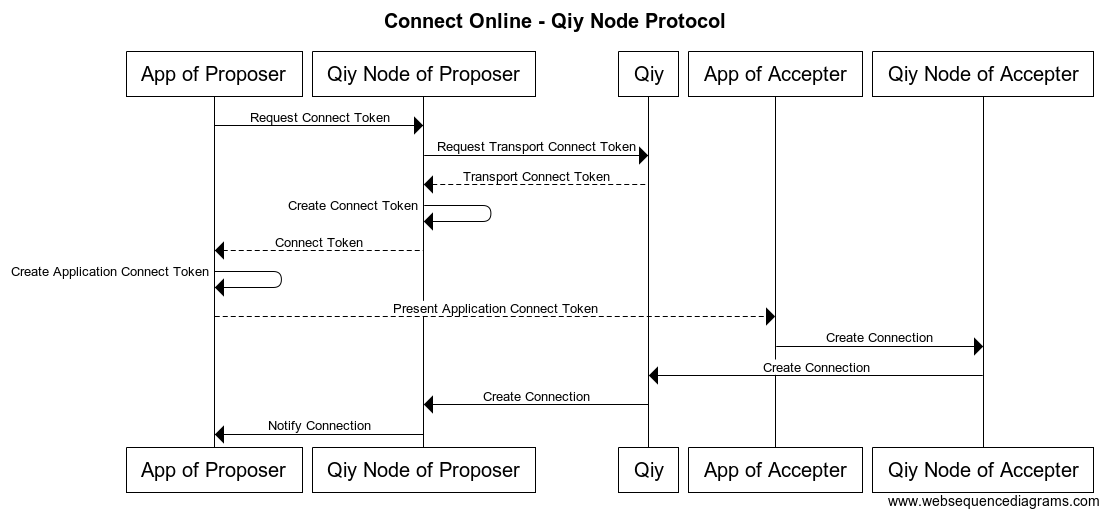 Connect Online - Qiy Node Protocol
App of Proposer
Qiy Node of Proposer
Qiy
App of Accepter
Qiy Node of Accepter
Request Connect Token
Request Transport Connect Token
Transport Connect Token
Create Connect Token
Connect Token
Create Application Connect Token
Present Application Connect Token
Create Connection
Create Connection
Create Connection
Notify Connection
App of Proposer
Qiy Node of Proposer
Qiy
App of Accepter
Qiy Node of Accepter
www.websequencediagrams.com